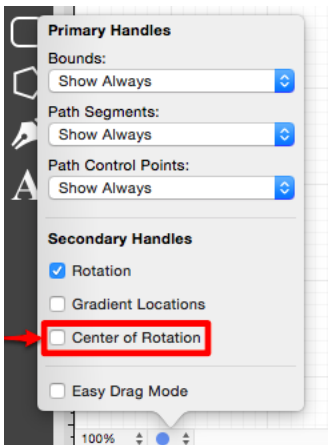 Primary Handles
Bounds:
Show Always
Path Segments:
Show Always
Path Control Points:
Show Always
A
Secondary Handles
Rotation
Gradient Locations
Center of Rotation
Easy Drag Mode
100%